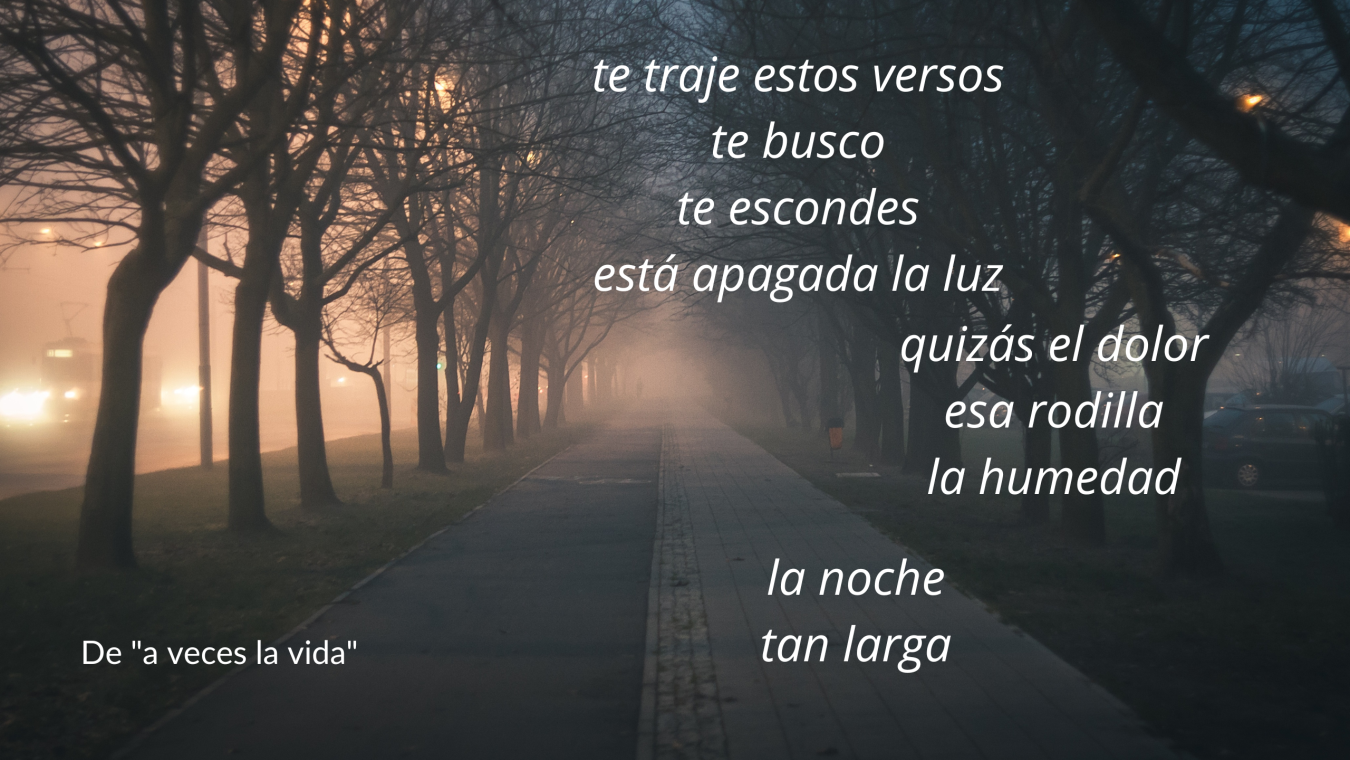 te traje estos versos
te busco
te escondes
está apagada la luz
quizás el dolor
esa rodilla
la humedad
la noche
tan larga
De "a veces la vida"